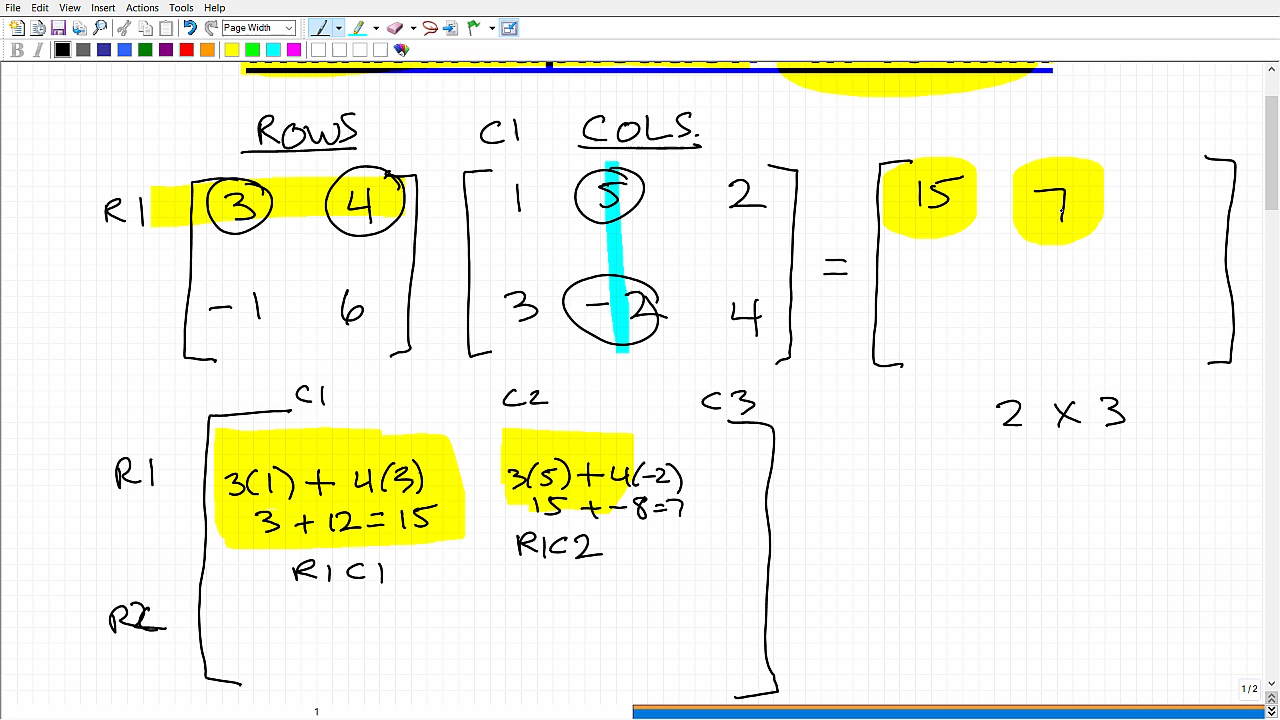 File Edit View Insert Actions Tools Help
Page Width
B I
ROWS C1 COLS.
R1 3 4 1 5 2 = 15 7
-1 6 3 -2 4
2 x 3
C1 C2 C3
R1 3(1) + 4(3) 3(5) + 4(-2)
3 + 12 = 15 15 + -8 = 7
R1C1 R1C2
R2
1/2
1